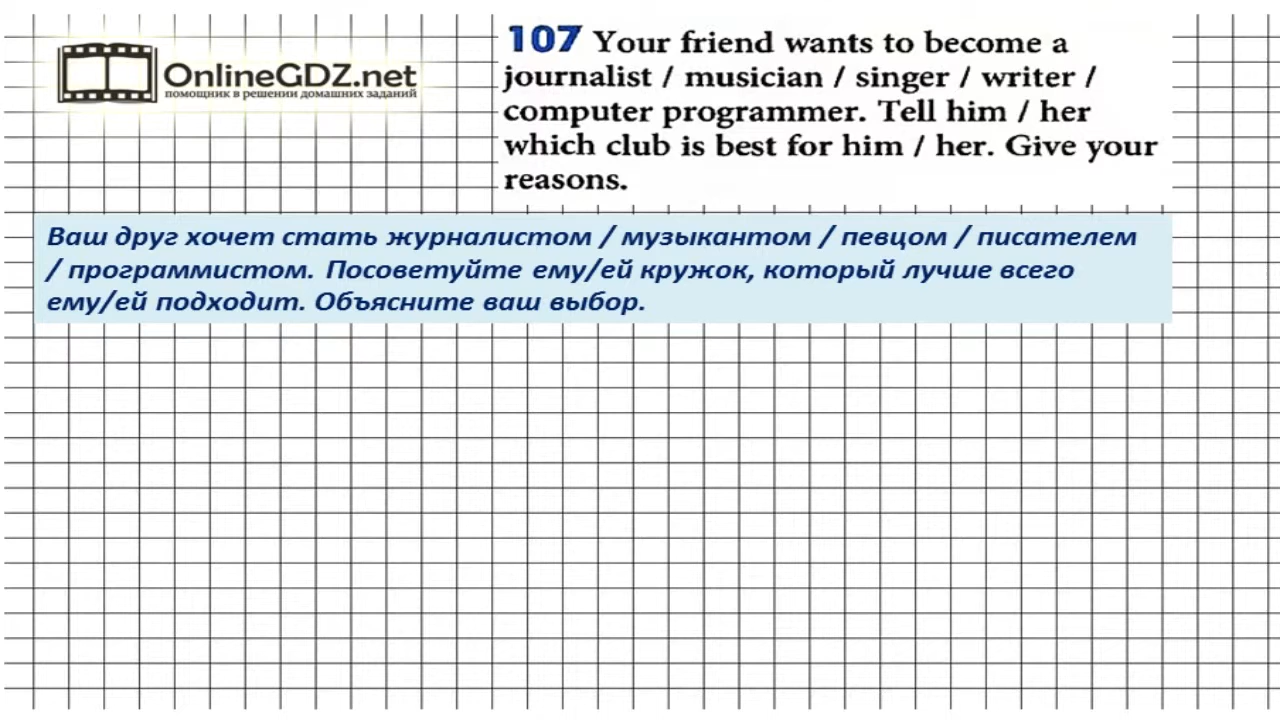 OnlineGDZ.net
помощник в решении домашних заданий
107 Your friend wants to become a
journalist / musician / singer / writer /
computer programmer. Tell him / her
which club is best for him / her. Give your
reasons.
Ваш друг хочет стать журналистом / музыкантом / певцом / писателем
/ программистом. Посоветуйте ему/ей кружок, который лучше всего
ему/ей подходит. Объясните ваш выбор.